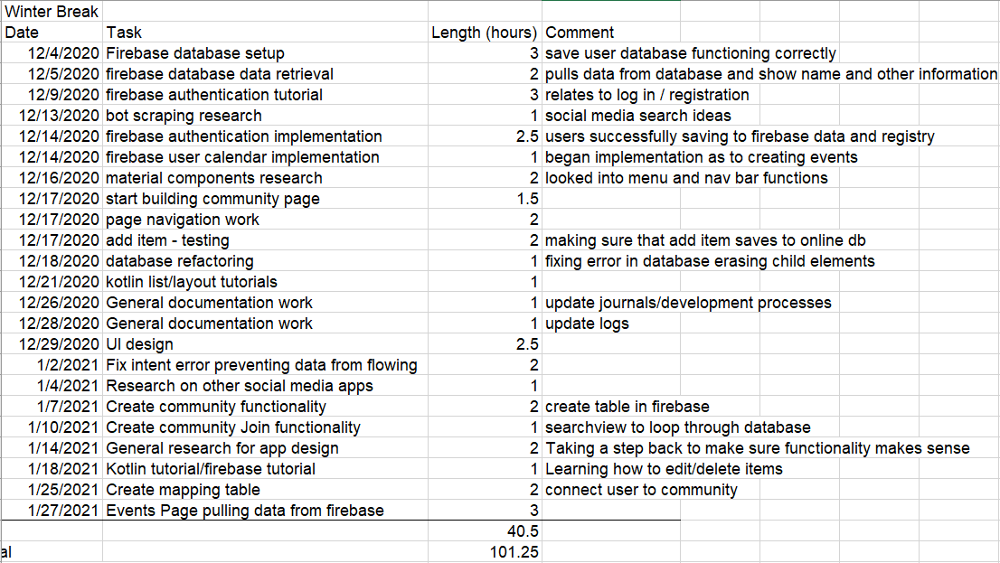 Winter Break
Date Task Length (hours) Comment
12/4/2020 Firebase database setup 3 save user database functioning correctly
12/5/2020 firebase database data retrieval 2 pulls data from database and show name and other information
12/9/2020 firebase authentication tutorial 3 relates to log in / registration
12/13/2020 bot scraping research 1 social media search ideas
12/14/2020 firebase authentication implementation 2.5 users successfully saving to firebase data and registry
12/14/2020 firebase user calendar implementation 1 began implementation as to creating events
12/16/2020 material components research 2 looked into menu and nav bar functions
12/17/2020 start building community page 1.5
12/17/2020 page navigation work 2
12/17/2020 add item - testing 2 making sure that add item saves to online db
12/18/2020 database refactoring 1 fixing error in database erasing child elements
12/21/2020 kotlin list/layout tutorials 1
12/26/2020 General documentation work 1 update journals/development processes
12/28/2020 General documentation work 1 update logs
12/29/2020 UI design 2.5
1/2/2021 Fix intent error preventing data from flowing 2
1/4/2021 Research on other social media apps 1
1/7/2021 Create community functionality 2 create table in firebase
1/10/2021 Create community Join functionality 1 searchview to loop through database
1/14/2021 General research for app design 2 Taking a step back to make sure functionality makes sense
1/18/2021 Kotlin tutorial/firebase tutorial 1 Learning how to edit/delete items
1/25/2021 Create mapping table 2 connect user to community
1/27/2021 Events Page pulling data from firebase 3
40.5
al 101.25